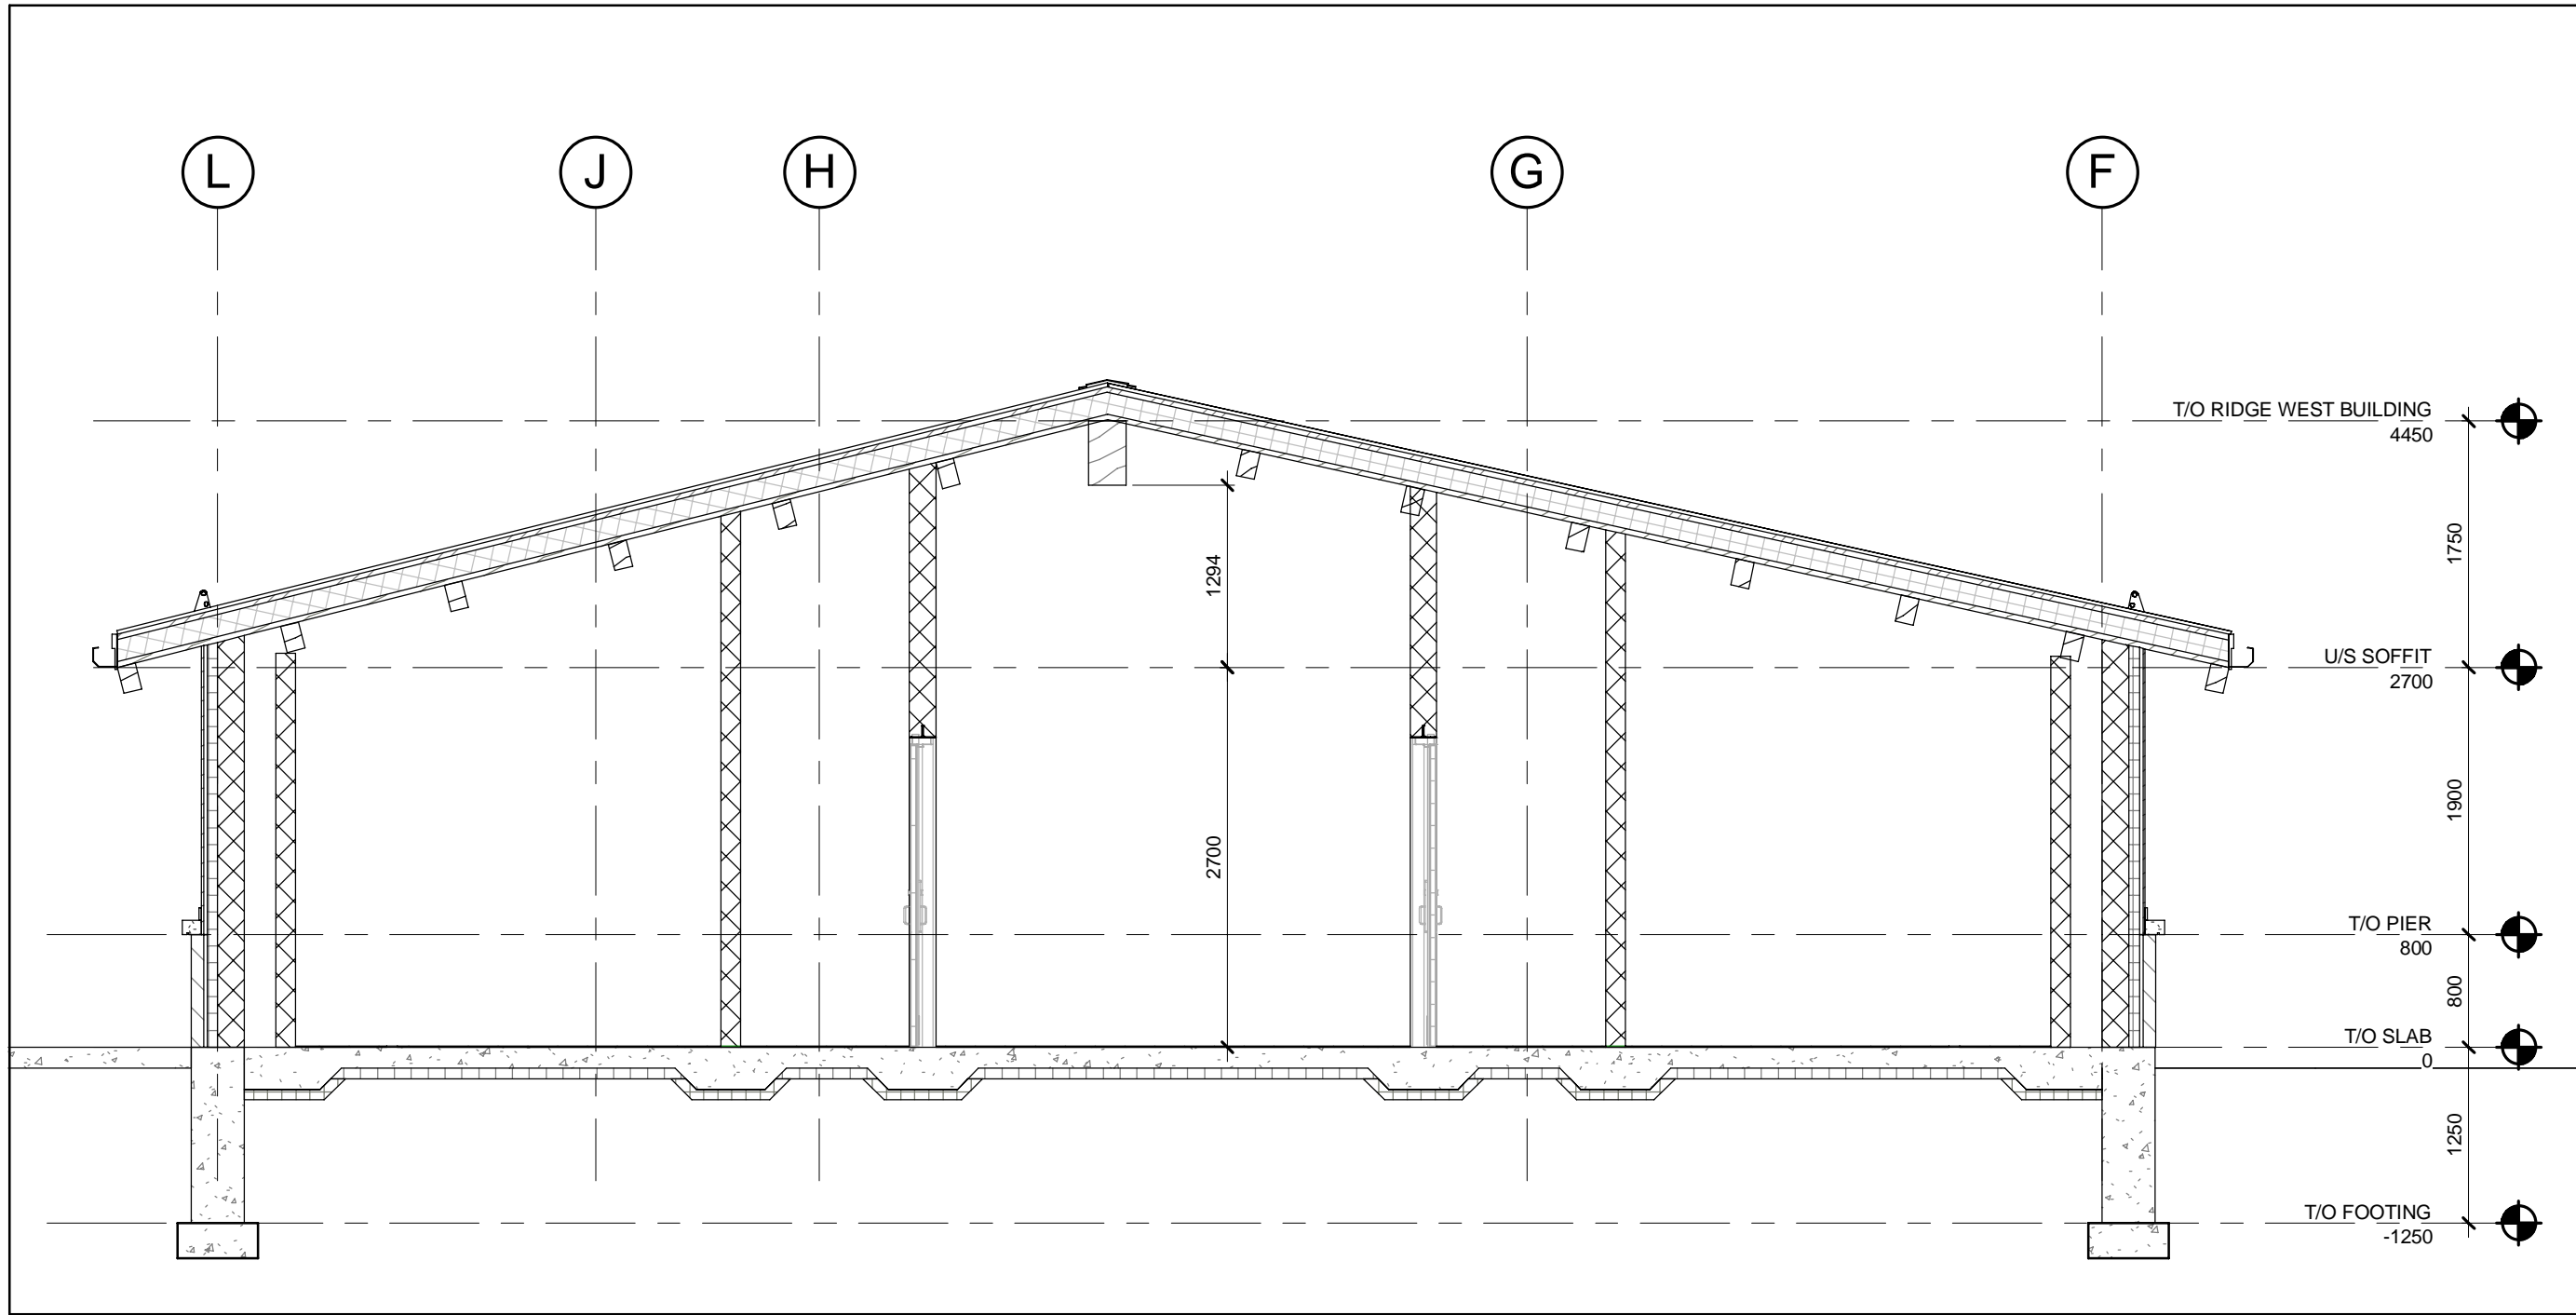 L
J
H
G
F
T/O RIDGE WEST BUILDING
4450
1750
1294
U/S SOFFIT
2700
1900
2700
T/O PIER
800
800
T/O SLAB
0
1250
T/O FOOTING
-1250